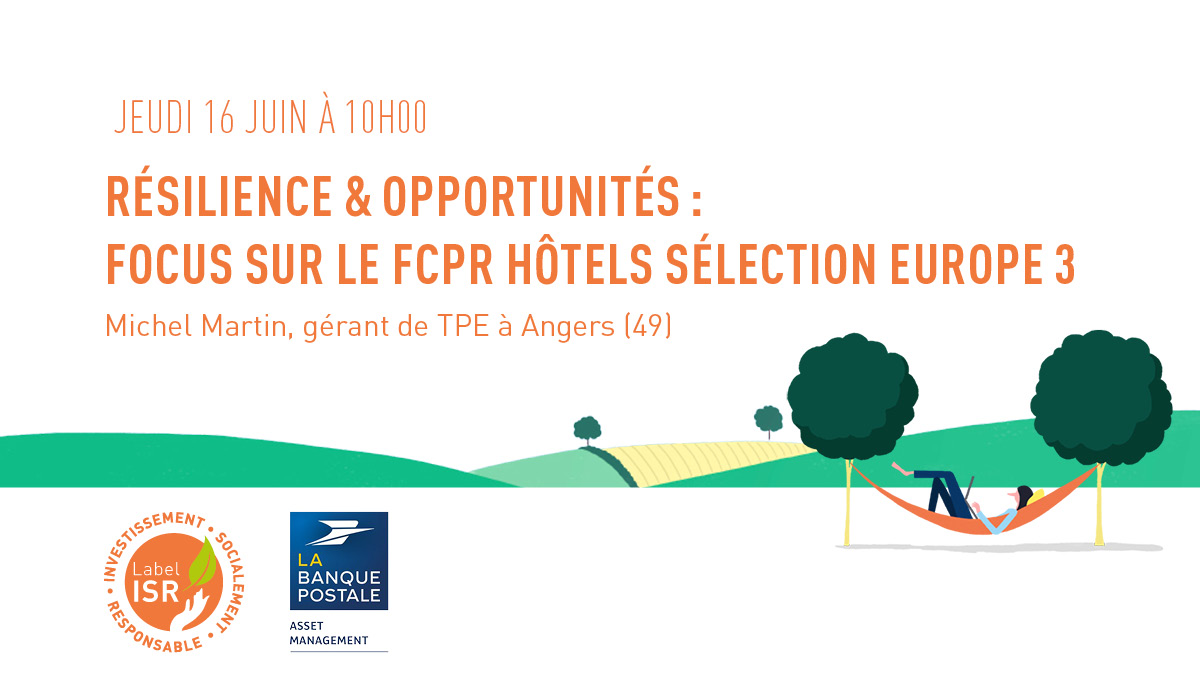 JEUDI 16 JUIN À 10H00
RÉSILIENCE & OPPORTUNITÉS :
FOCUS SUR LE FCPR HÔTELS SÉLECTION EUROPE 3
Michel Martin, gérant de TPE à Angers (49)
INVESTISSEMENT • SOCIALEMENT • RESPONSABLE •
Label
ISR
LA
BANQUE
POSTALE
ASSET
MANAGEMENT